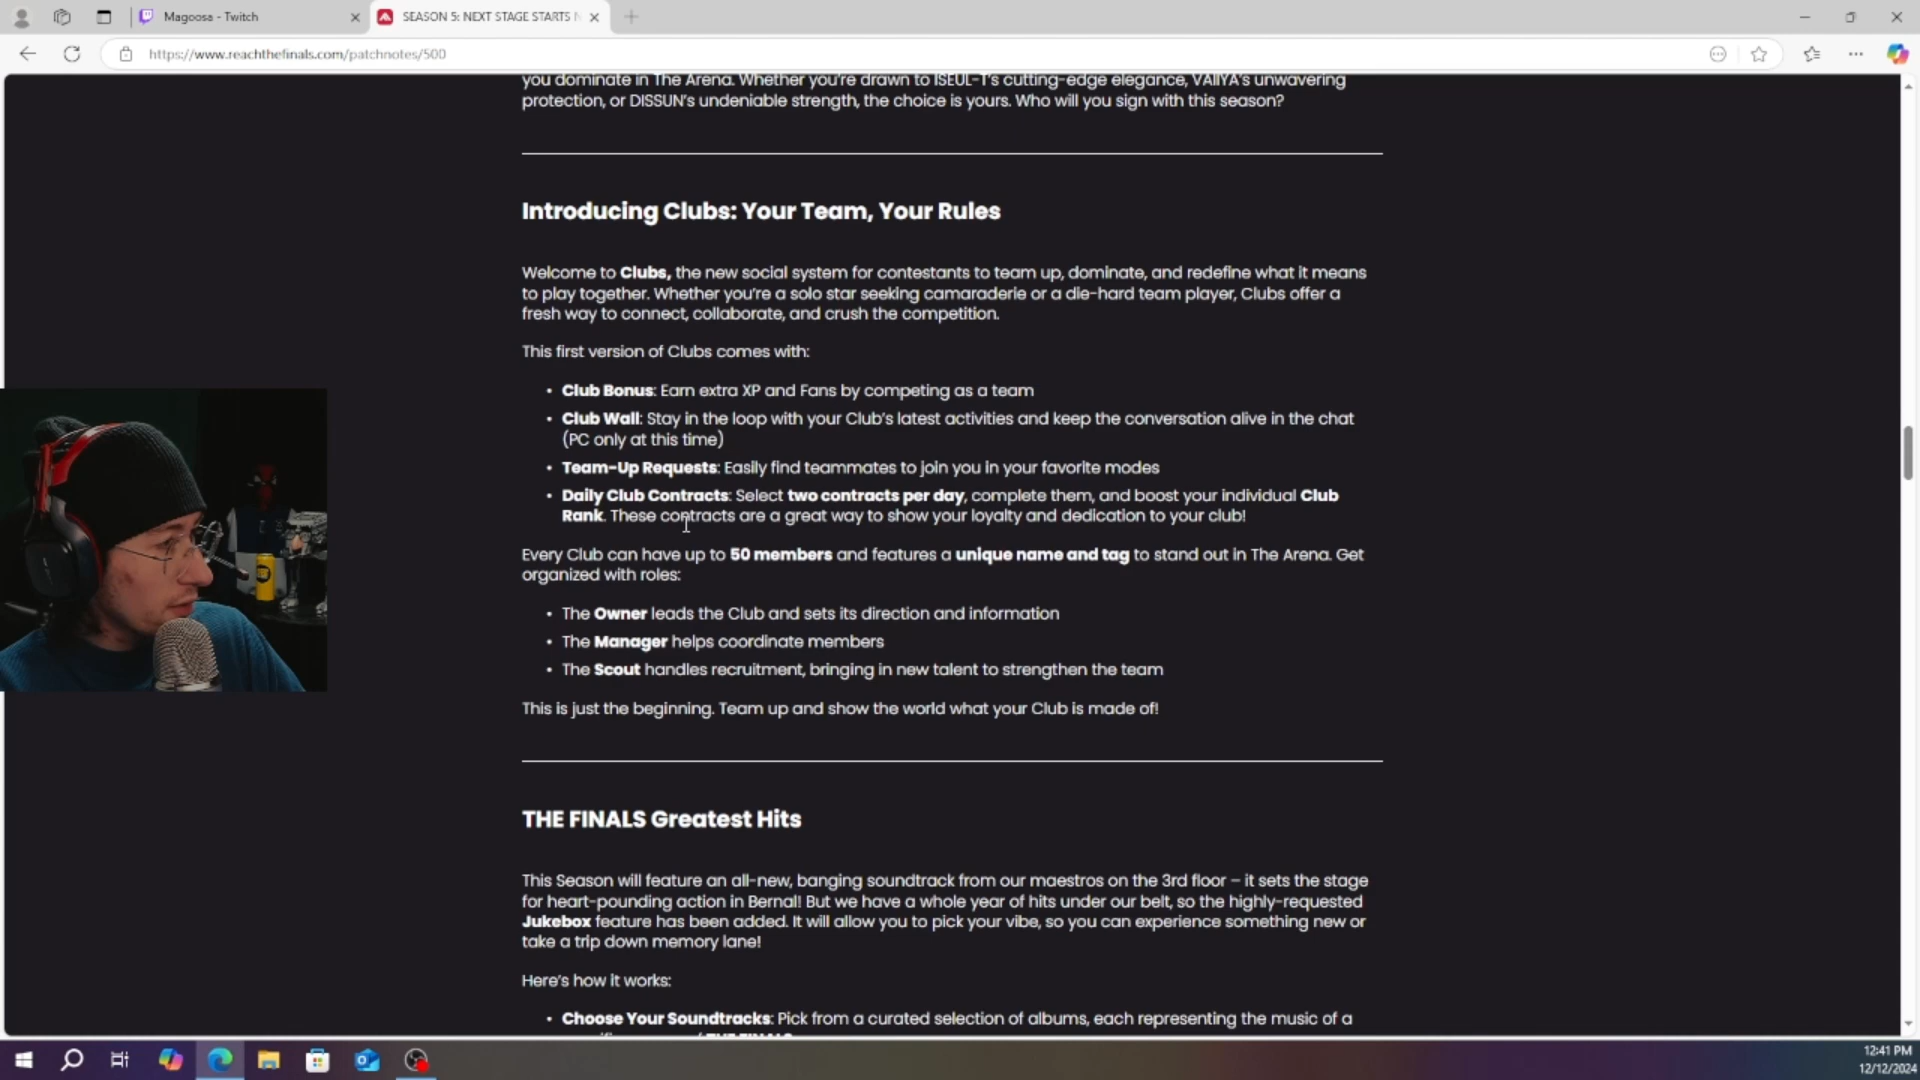 Magoosa - Twitch
SEASON 5: NEXT STAGE STARTS N
https://www.reachthefinals.com/patchnotes/500
you dominate in The Arena. Whether you're drawn to ISEUL-T's cutting-edge elegance, VAIIYA's unwavering
protection, or DISSUN's undeniable strength, the choice is yours. Who will you sign with this season?
Introducing Clubs: Your Team, Your Rules
Welcome to Clubs, the new social system for contestants to team up, dominate, and redefine what it means
to play together. Whether you're a solo star seeking camaraderie or a die-hard team player, Clubs offer a
fresh way to connect, collaborate, and crush the competition.
This first version of Clubs comes with:
• Club Bonus: Earn extra XP and Fans by competing as a team
• Club Wall: Stay in the loop with your Club's latest activities and keep the conversation alive in the chat
(PC only at this time)
• Team-Up Requests: Easily find teammates to join you in your favorite modes
• Daily Club Contracts: Select two contracts per day, complete them, and boost your individual Club
Rank. These contracts are a great way to show your loyalty and dedication to your club!
Every Club can have up to 50 members and features a unique name and tag to stand out in The Arena. Get
organized with roles:
• The Owner leads the Club and sets its direction and information
• The Manager helps coordinate members
• The Scout handles recruitment, bringing in new talent to strengthen the team
This is just the beginning. Team up and show the world what your Club is made of!
THE FINALS Greatest Hits
This Season will feature an all-new, banging soundtrack from our maestros on the 3rd floor – it sets the stage
for heart-pounding action in Bernal! But we have a whole year of hits under our belt, so the highly-requested
Jukebox feature has been added. It will allow you to pick your vibe, so you can experience something new or
take a trip down memory lane!
Here's how it works:
• Choose Your Soundtracks: Pick from a curated selection of albums, each representing the music of a
12:41 PM
12/12/2024